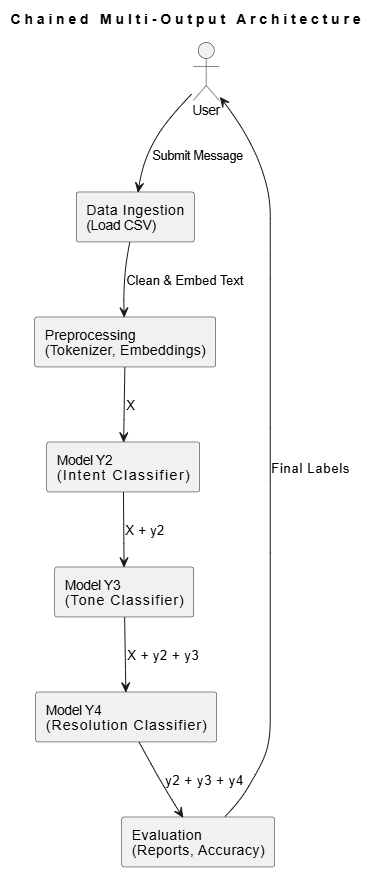 Chained Multi-Output Architecture
User
Submit Message
Data Ingestion
(Load CSV)
Clean & Embed Text
Preprocessing
(Tokenizer, Embeddings)
X
Model Y2
(Intent Classifier)
Final Labels
X + y2
Model Y3
(Tone Classifier)
X + y2 + y3
Model Y4
(Resolution Classifier)
y2 + y3 + y4
Evaluation
(Reports, Accuracy)